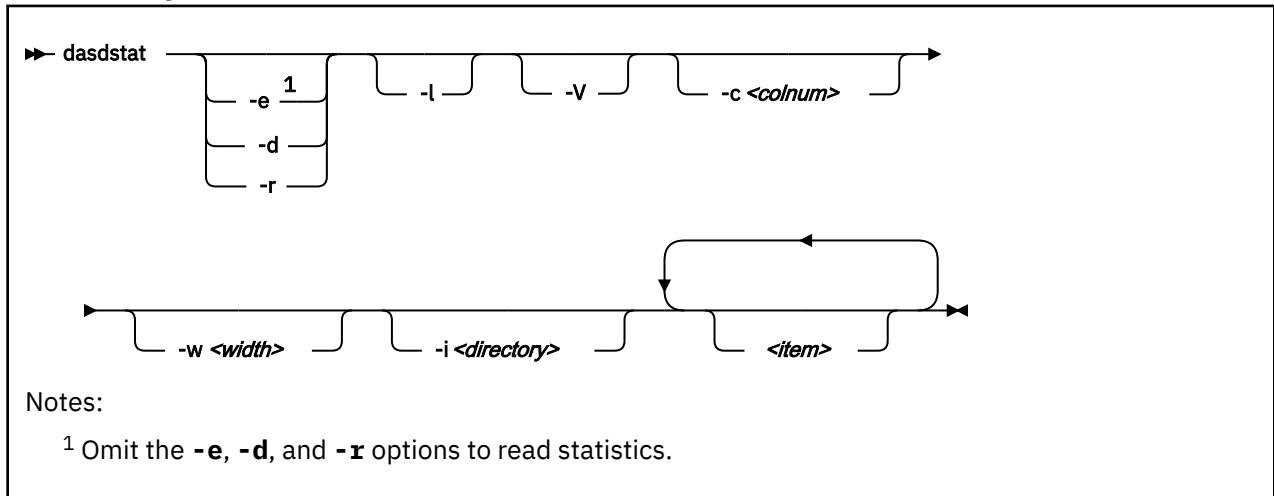 dasdstat
1
-e
-d
-r
-l
-V
-c <colnum>
-w <width>
-i <directory>
<item>
Notes:
1 Omit the -e, -d, and -r options to read statistics.